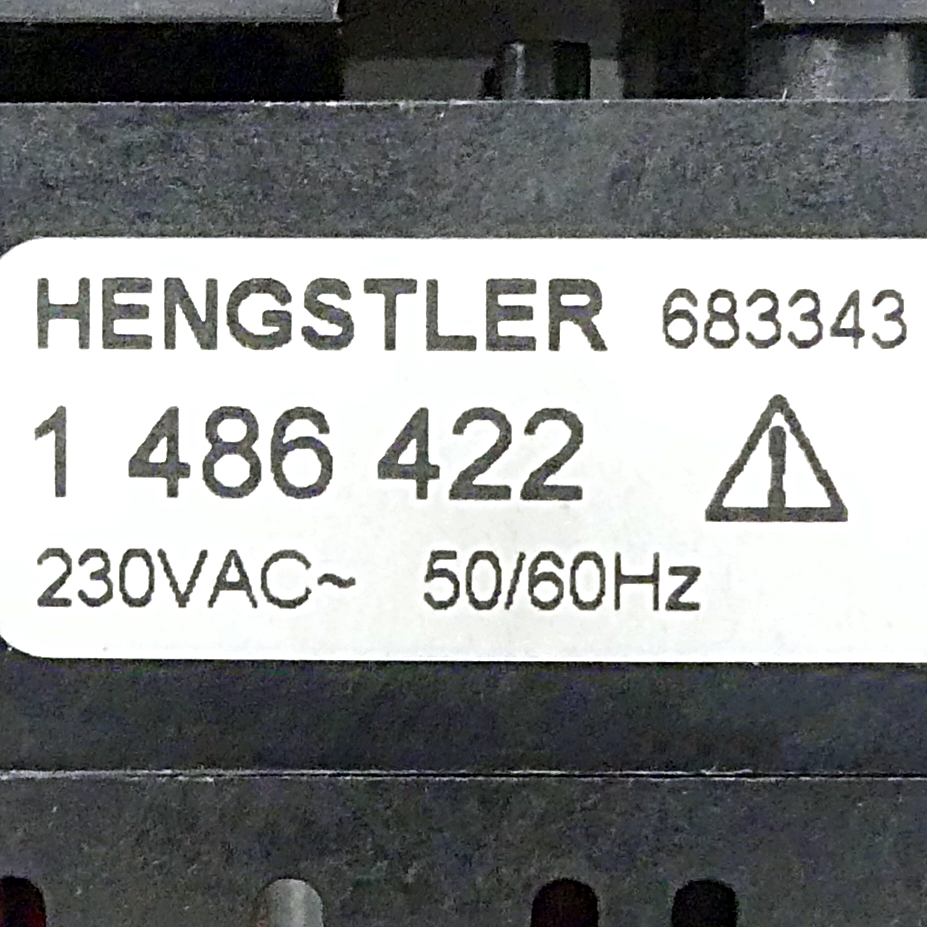 HENGSTLER 683343
1 486 422
230VAC~ 50/60Hz